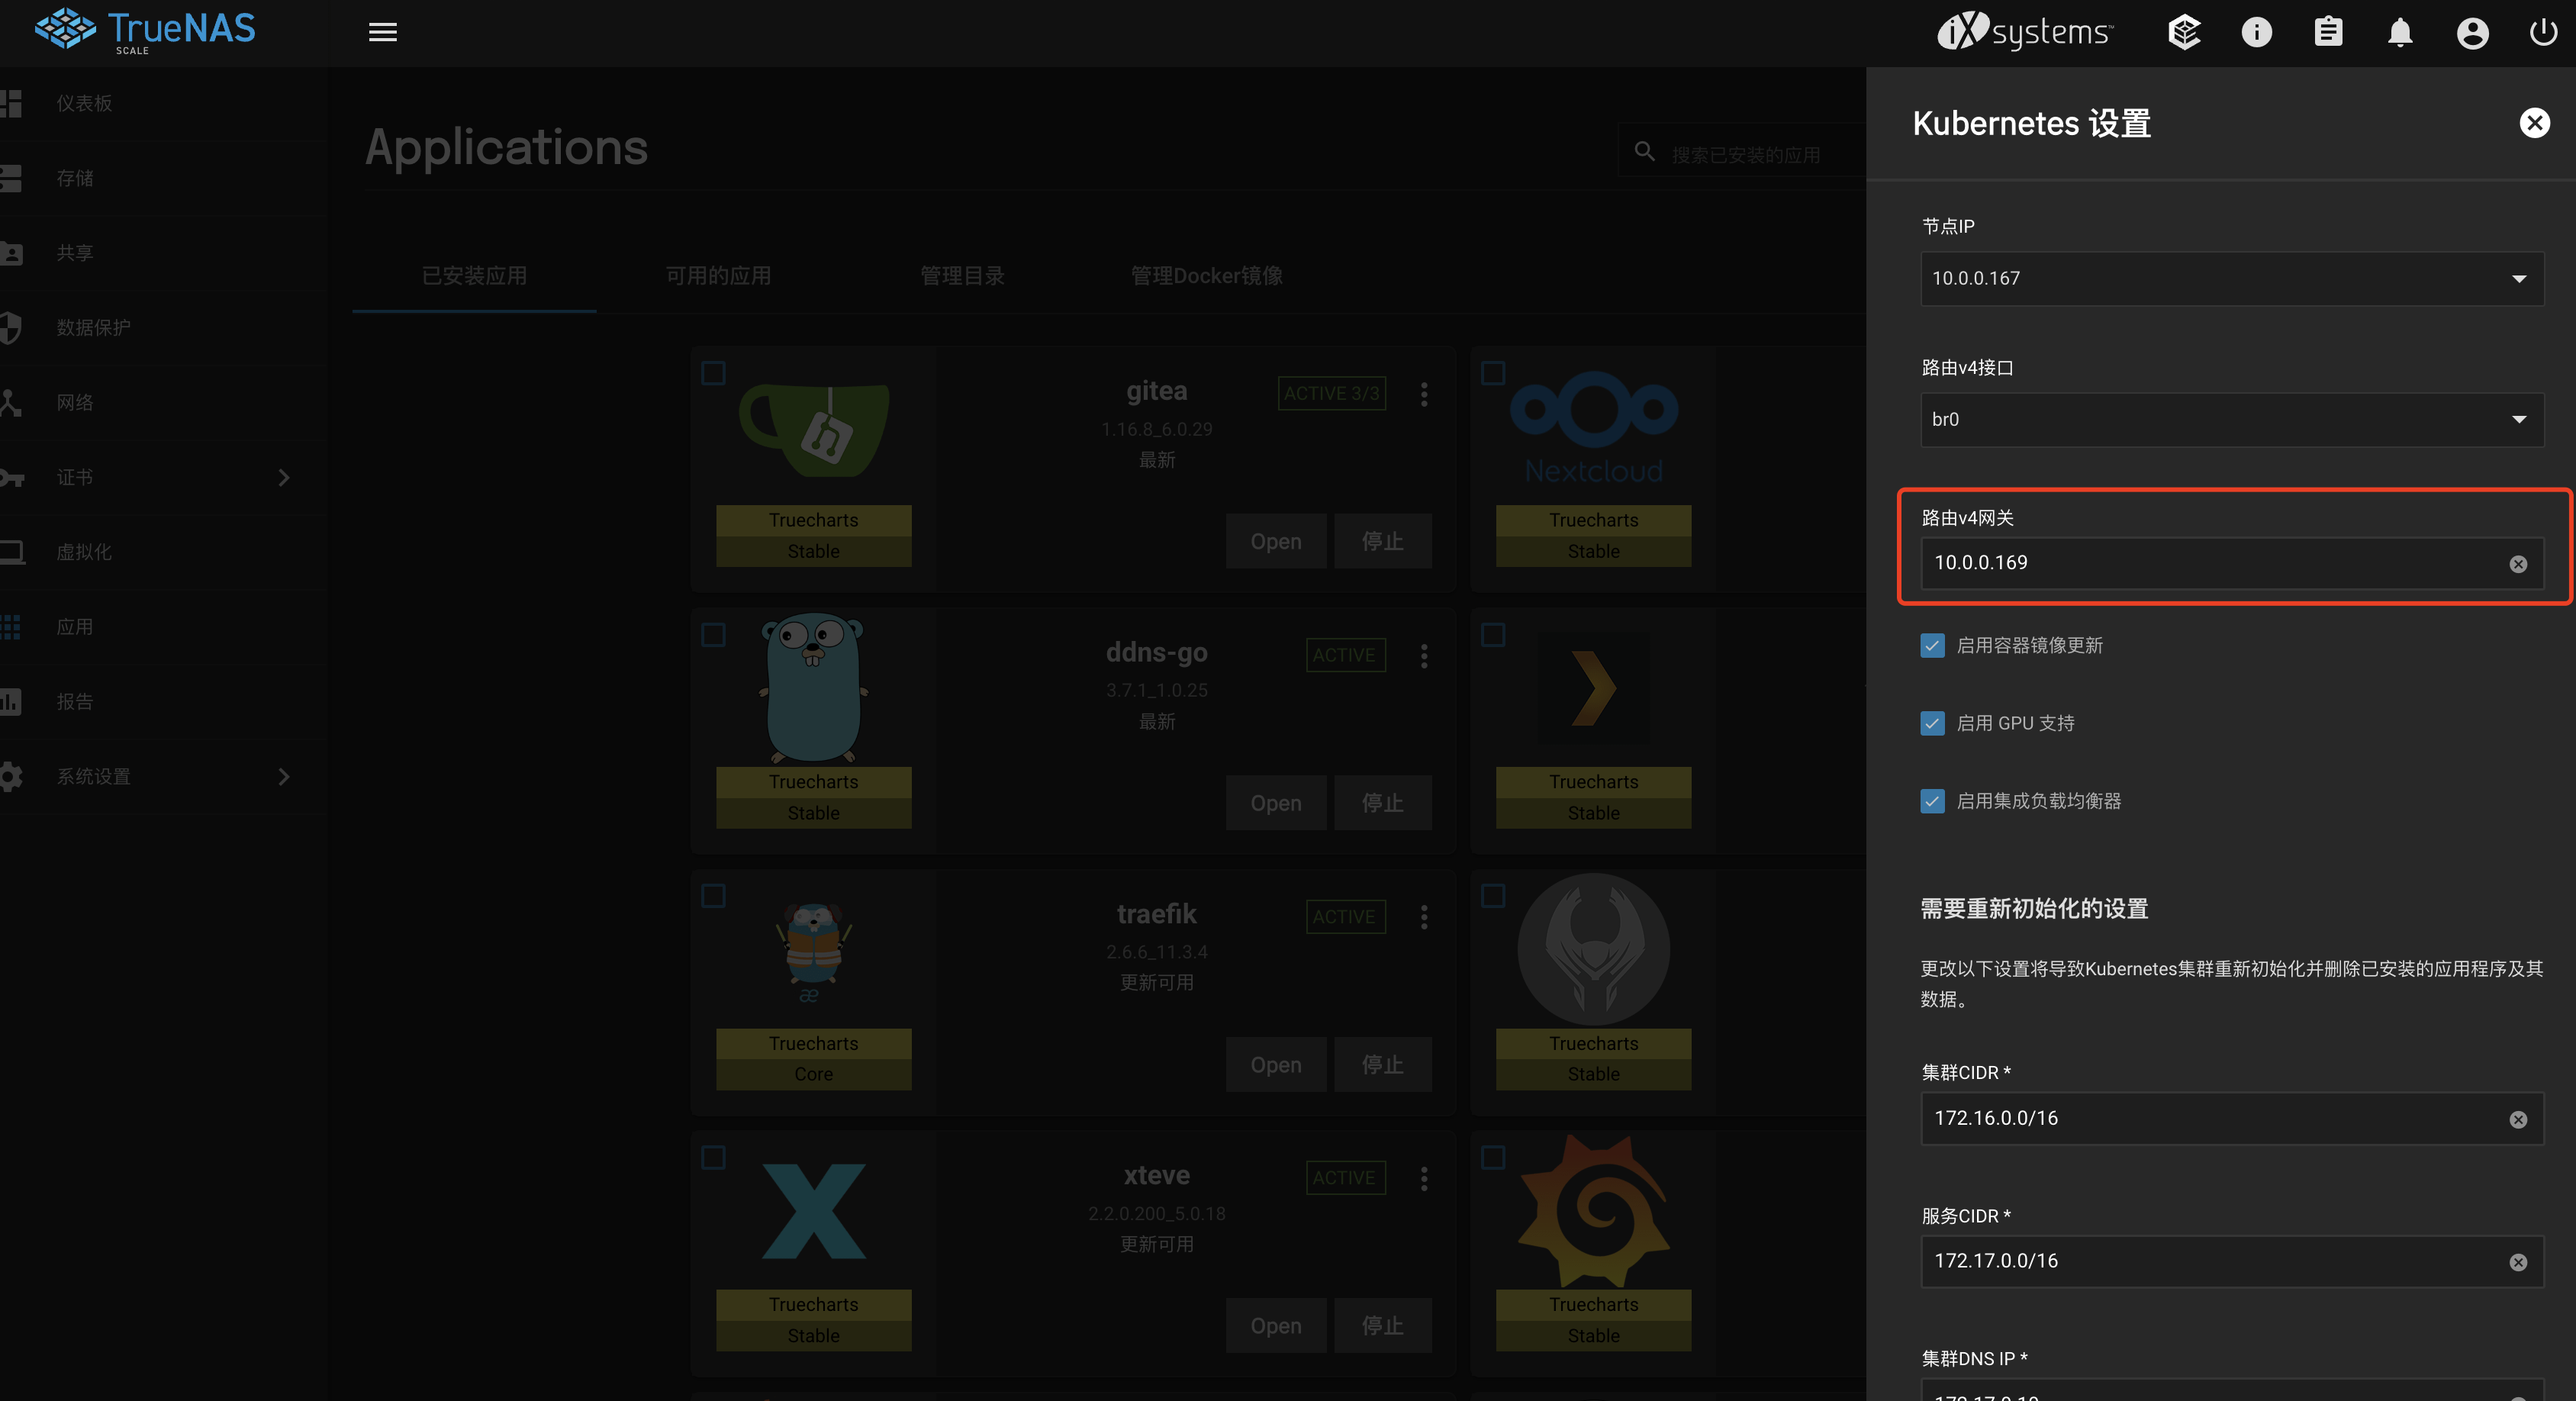 TrueNAS
SCALE
iXsystems™
仪表板
存储
共享
数据保护
网络
证书
虚拟化
应用
报告
系统设置
Applications
搜索已安装的应用
已安装应用
可用的应用
管理目录
管理Docker镜像
gitea
ACTIVE 3/3
1.16.8_6.0.29
最新
Truecharts
Stable
Open
停止
Nextcloud
Truecharts
Stable
ddns-go
ACTIVE
3.7.1_1.0.25
最新
Truecharts
Stable
Open
停止
Truecharts
Stable
traefik
ACTIVE
2.6.6_11.3.4
更新可用
æ
Truecharts
Core
Open
停止
Truecharts
Stable
xteve
ACTIVE
2.2.0.200_5.0.18
更新可用
Truecharts
Stable
Open
停止
Truecharts
Stable
Kubernetes 设置
节点IP
10.0.0.167
路由v4接口
br0
路由v4网关
10.0.0.169
启用容器镜像更新
启用 GPU 支持
启用集成负载均衡器
需要重新初始化的设置
更改以下设置将导致Kubernetes集群重新初始化并删除已安装的应用程序及其
数据。
集群CIDR *
172.16.0.0/16
服务CIDR *
172.17.0.0/16
集群DNS IP *